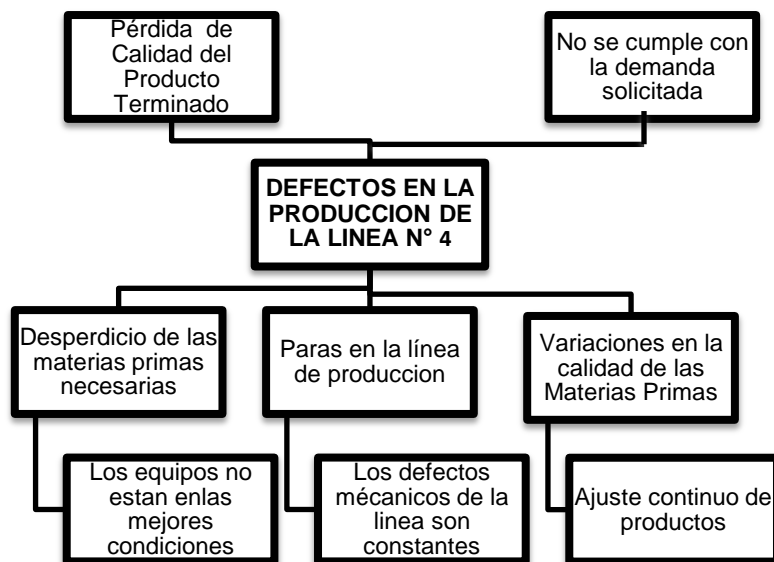 Pérdida de
Calidad del
Producto
Terminado
No se cumple con
la demanda
solicitada
DEFECTOS EN LA
PRODUCCION DE
LA LINEA N° 4
Desperdicio de las
materias primas
necesarias
Paras en la línea
de produccion
Variaciones en la
calidad de las
Materias Primas
Los equipos no
estan enlas
mejores
condiciones
Los defectos
mécanicos de la
linea son
constantes
Ajuste continuo de
productos